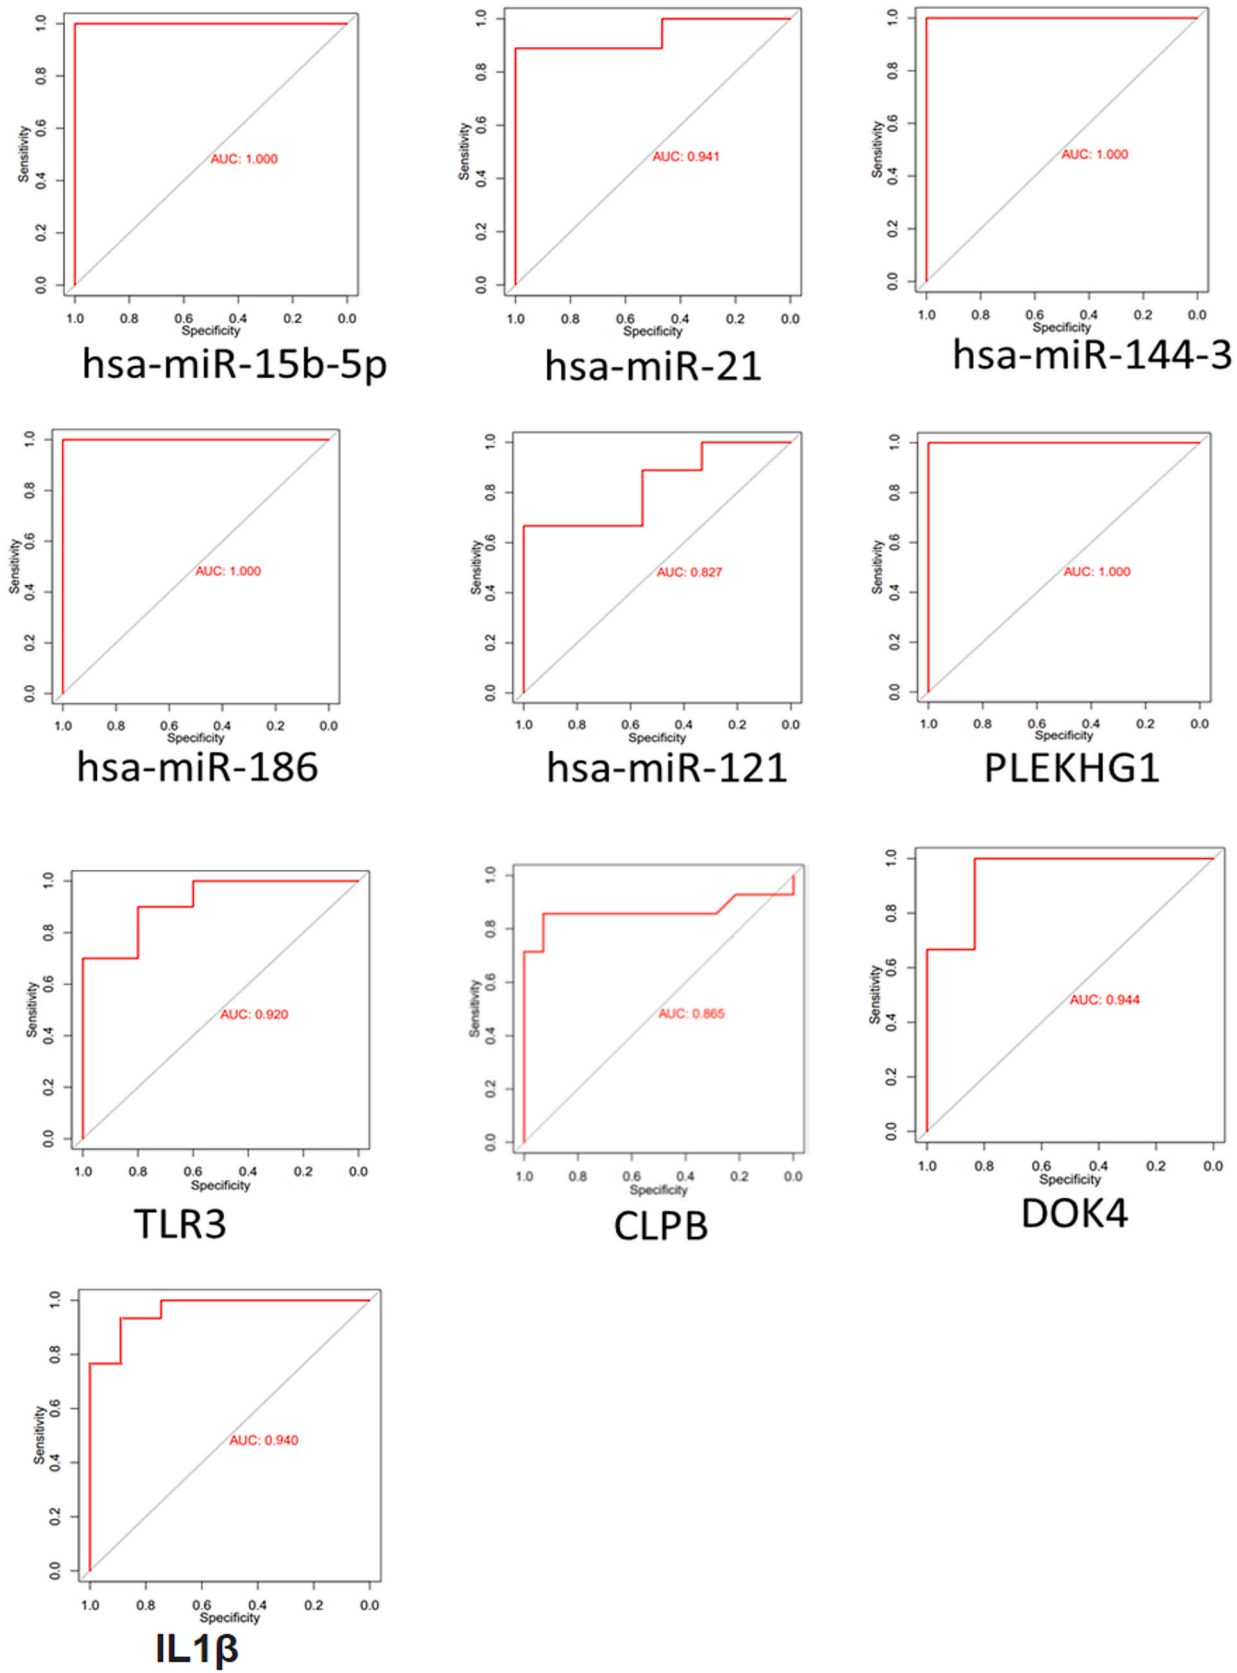 1.0
0.8
0.6
0.4
0.2
0.0
Sensitivity
AUC: 1.000
1.0 0.8 0.6 0.4 0.2 0.0
Specificity
hsa-miR-15b-5p
1.0
0.8
0.6
0.4
0.2
0.0
Sensitivity
AUC: 0.941
1.0 0.8 0.6 0.4 0.2 0.0
Specificity
hsa-miR-21
1.0
0.8
0.6
0.4
0.2
0.0
Sensitivity
AUC: 1.000
1.0 0.8 0.6 0.4 0.2 0.0
Specificity
hsa-miR-144-3
1.0
0.8
0.6
0.4
0.2
0.0
Sensitivity
AUC: 1.000
1.0 0.8 0.6 0.4 0.2 0.0
Specificity
hsa-miR-186
1.0
0.8
0.6
0.4
0.2
0.0
Sensitivity
AUC: 0.827
1.0 0.8 0.6 0.4 0.2 0.0
Specificity
hsa-miR-121
1.0
0.8
0.6
0.4
0.2
0.0
Sensitivity
AUC: 1.000
1.0 0.8 0.6 0.4 0.2 0.0
Specificity
PLEKHG1
1.0
0.8
0.6
0.4
0.2
0.0
Sensitivity
AUC: 0.920
1.0 0.8 0.6 0.4 0.2 0.0
Specificity
TLR3
1.0
0.8
0.6
0.4
0.2
0.0
Sensitivity
AUC: 0.865
1.0 0.8 0.6 0.4 0.2 0.0
Specificity
CLPB
1.0
0.8
0.6
0.4
0.2
0.0
Sensitivity
AUC: 0.944
1.0 0.8 0.6 0.4 0.2 0.0
Specificity
DOK4
1.0
0.8
0.6
0.4
0.2
0.0
Sensitivity
AUC: 0.940
1.0 0.8 0.6 0.4 0.2 0.0
Specificity
IL1β